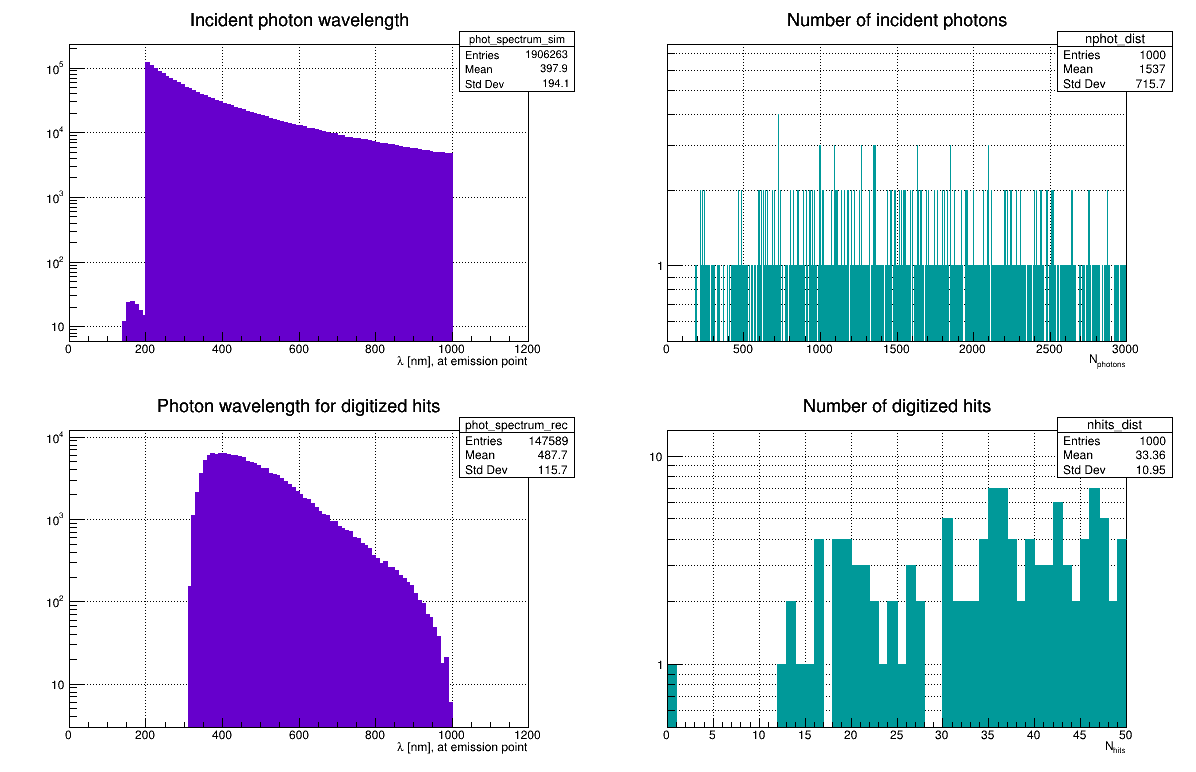 Incident photon wavelength
phot_spectrum_sim
Entries 1906263
Mean 397.9
Std Dev 194.1
10^5
10^4
10^3
10^2
10
0 200 400 600 800 1000 1200
λ [nm], at emission point
Number of incident photons
nphot_dist
Entries 1000
Mean 1537
Std Dev 715.7
1
0 500 1000 1500 2000 2500 3000
N_photons
Photon wavelength for digitized hits
phot_spectrum_rec
Entries 147589
Mean 487.7
Std Dev 115.7
10^4
10^3
10^2
10
0 200 400 600 800 1000 1200
λ [nm], at emission point
Number of digitized hits
nhits_dist
Entries 1000
Mean 33.36
Std Dev 10.95
10
1
0 5 10 15 20 25 30 35 40 45 50
N_hits